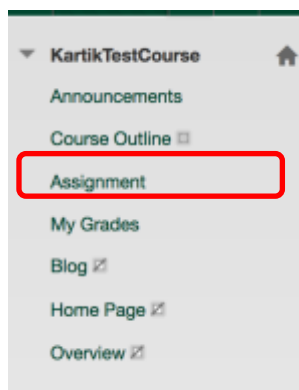 KartikTestCourse
Announcements
Course Outline
Assignment
My Grades
Blog
Home Page
Overview